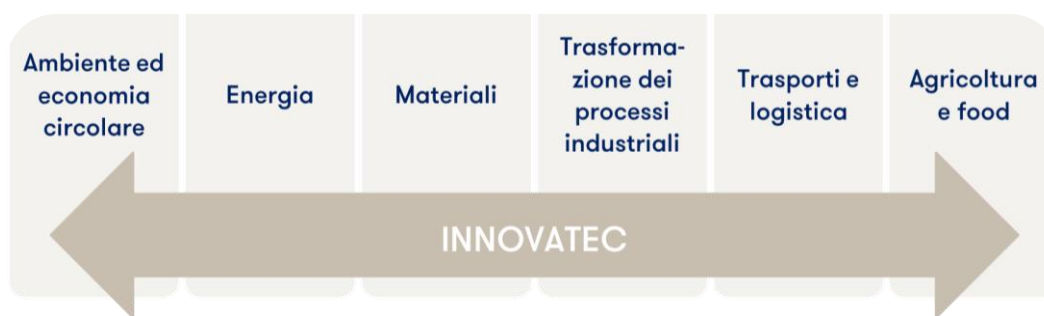 Ambiente ed
economia
circolare
Energia
Materiali
Trasforma-
zione dei
processi
industriali
Trasporti e
logistica
Agricoltura
e food
INNOVATEC